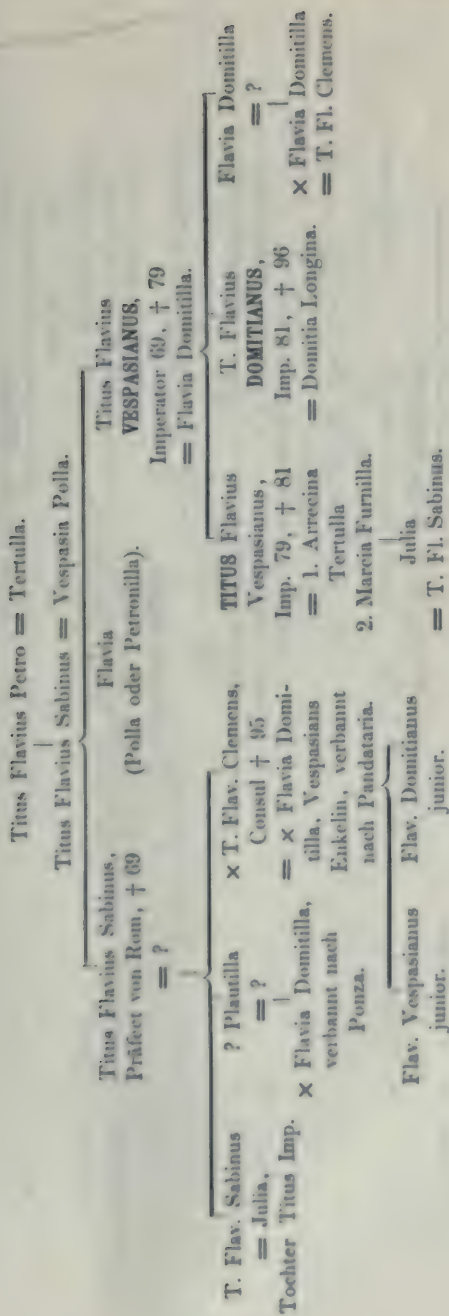 Titus Flavius Petro = Tertulla.
Titus Flavius Sabinus = Vespasia Polla.
Titus Flavius Sabinus,
Präfect von Rom, † 69
= ?
Flavia
(Polla oder Petronilla).
Titus Flavius
VESPASIANUS,
Imperator 69, † 79
= Flavia Domitilla.
T. Flav. Sabinus
= Julia,
Tochter Titus Imp.
? Plautilla
= ?
× Flavia Domitilla,
verbannt nach
Ponza.
× T. Flav. Clemens,
Consul † 95
= × Flavia Domi-
tilla, Vespasians
Enkelin, verbannt
nach Pandataria.
TITUS Flavius
Vespasianus,
Imp. 79, † 81
= 1. Arrecina
Tertulla
2. Marcia Furnilla.
Julia
= T. Fl. Sabinus.
T. Flavius
DOMITIANUS,
Imp. 81, † 96
= Domitia Longina.
Flavia Domitilla
= ?
× Flavia Domitilla
= T. Fl. Clemens.
Flav. Vespasianus
junior.
Flav. Domitianus
junior.